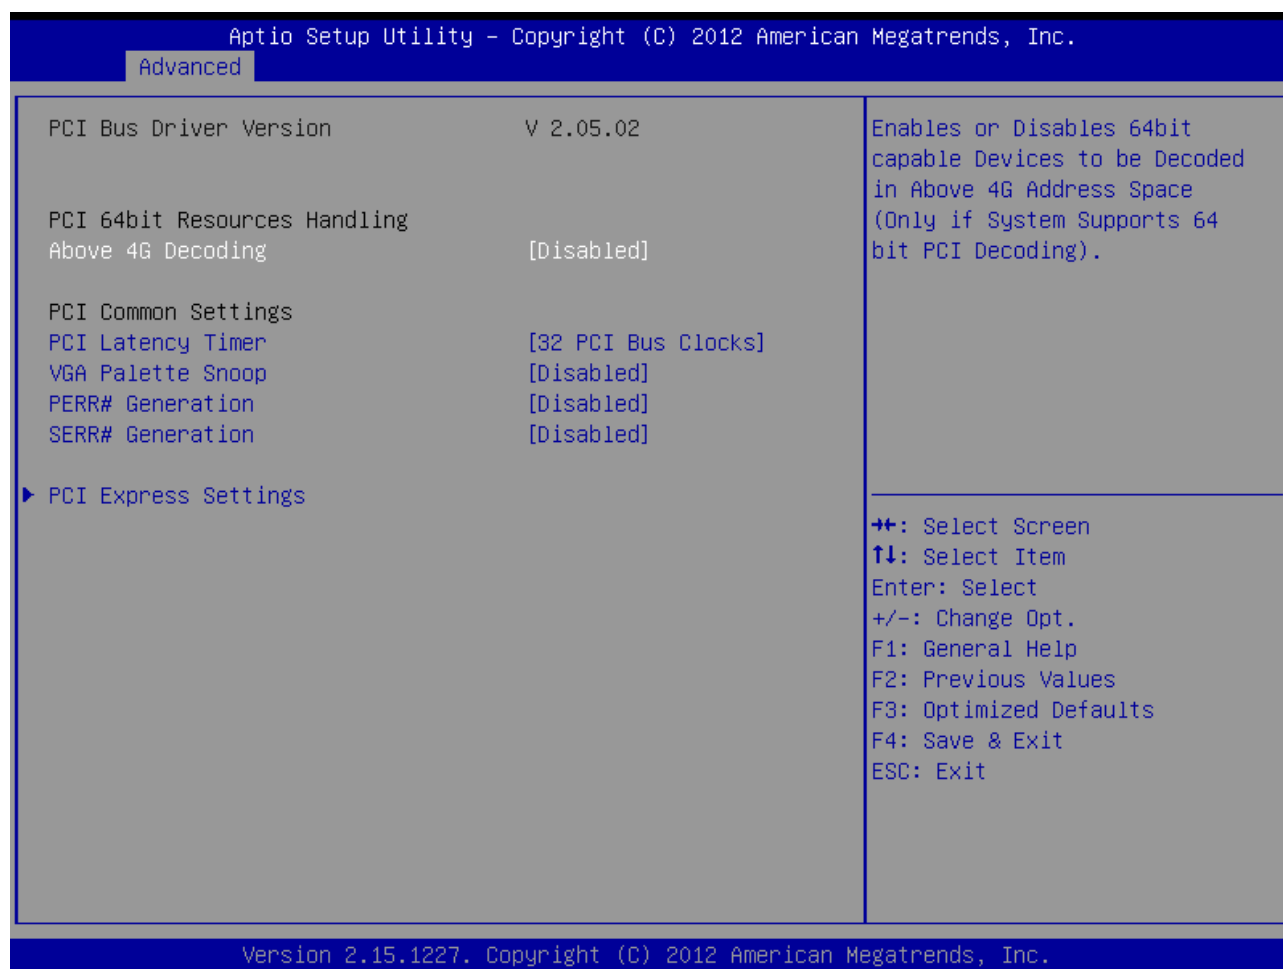 Aptio Setup Utility – Copyright (C) 2012 American Megatrends, Inc.
Advanced
PCI Bus Driver Version V 2.05.02
PCI 64bit Resources Handling
Above 4G Decoding [Disabled]
PCI Common Settings
PCI Latency Timer [32 PCI Bus Clocks]
VGA Palette Snoop [Disabled]
PERR# Generation [Disabled]
SERR# Generation [Disabled]
PCI Express Settings
Enables or Disables 64bit
capable Devices to be Decoded
in Above 4G Address Space
(Only if System Supports 64
bit PCI Decoding).
→←: Select Screen
↑↓: Select Item
Enter: Select
+/-: Change Opt.
F1: General Help
F2: Previous Values
F3: Optimized Defaults
F4: Save & Exit
ESC: Exit
Version 2.15.1227. Copyright (C) 2012 American Megatrends, Inc.